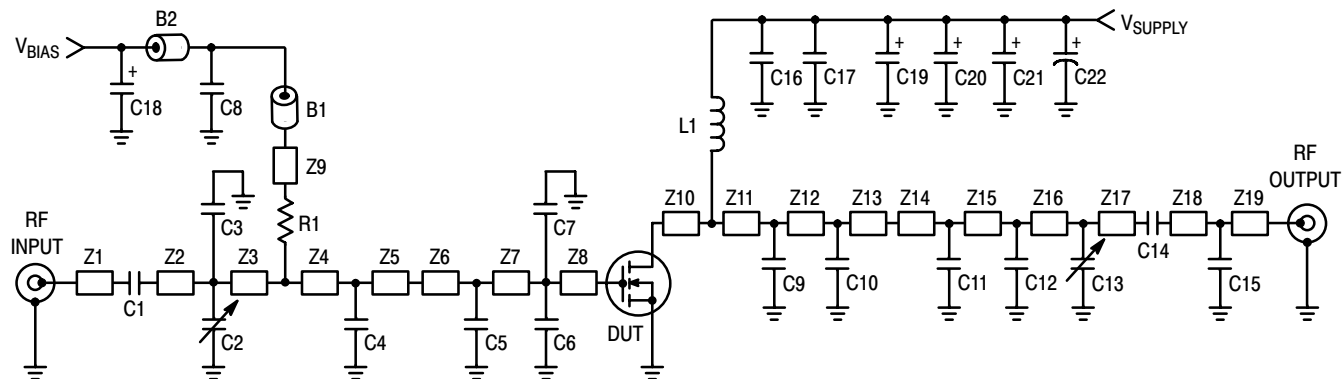 B2
V_BIAS
+
C18
C8
B1
Z9
R1
C3
RF
INPUT
Z1
C1
Z2
Z3
C2
Z4
C4
Z5
Z6
C5
Z7
C7
C6
Z8
DUT
Z10
L1
V_SUPPLY
C16
C17
+
C19
+
C20
+
C21
+
C22
Z11
C9
Z12
C10
Z13
Z14
C11
Z15
C12
Z16
C13
Z17
C14
Z18
C15
Z19
RF
OUTPUT